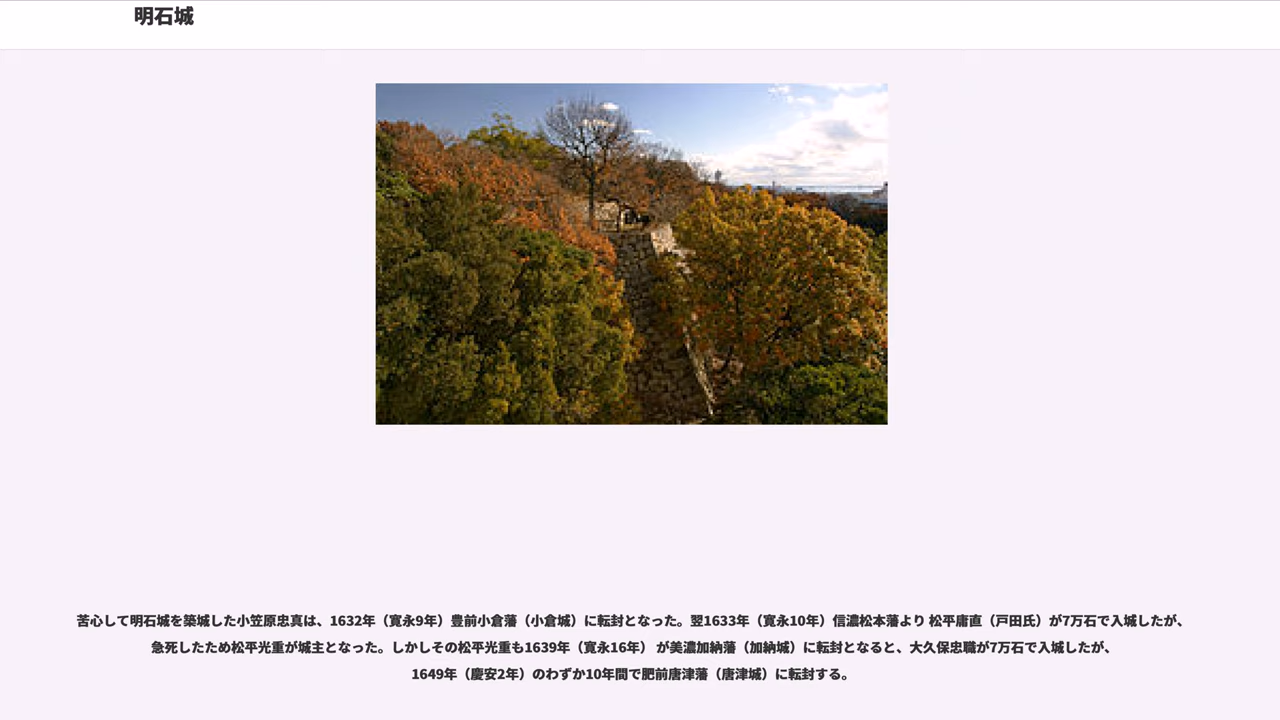 明石城
苦心して明石城を築城した小笠原忠真は、1632年（寛永9年）豊前小倉藩（小倉城）に転封となった。翌1633年（寛永10年）信濃松本藩より 松平庸直（戸田氏）が7万石で入城したが、
急死したため松平光重が城主となった。しかしその松平光重も1639年（寛永16年） が美濃加納藩（加納城）に転封となると、大久保忠職が7万石で入城したが、
1649年（慶安2年）のわずか10年間で肥前唐津藩（唐津城）に転封する。